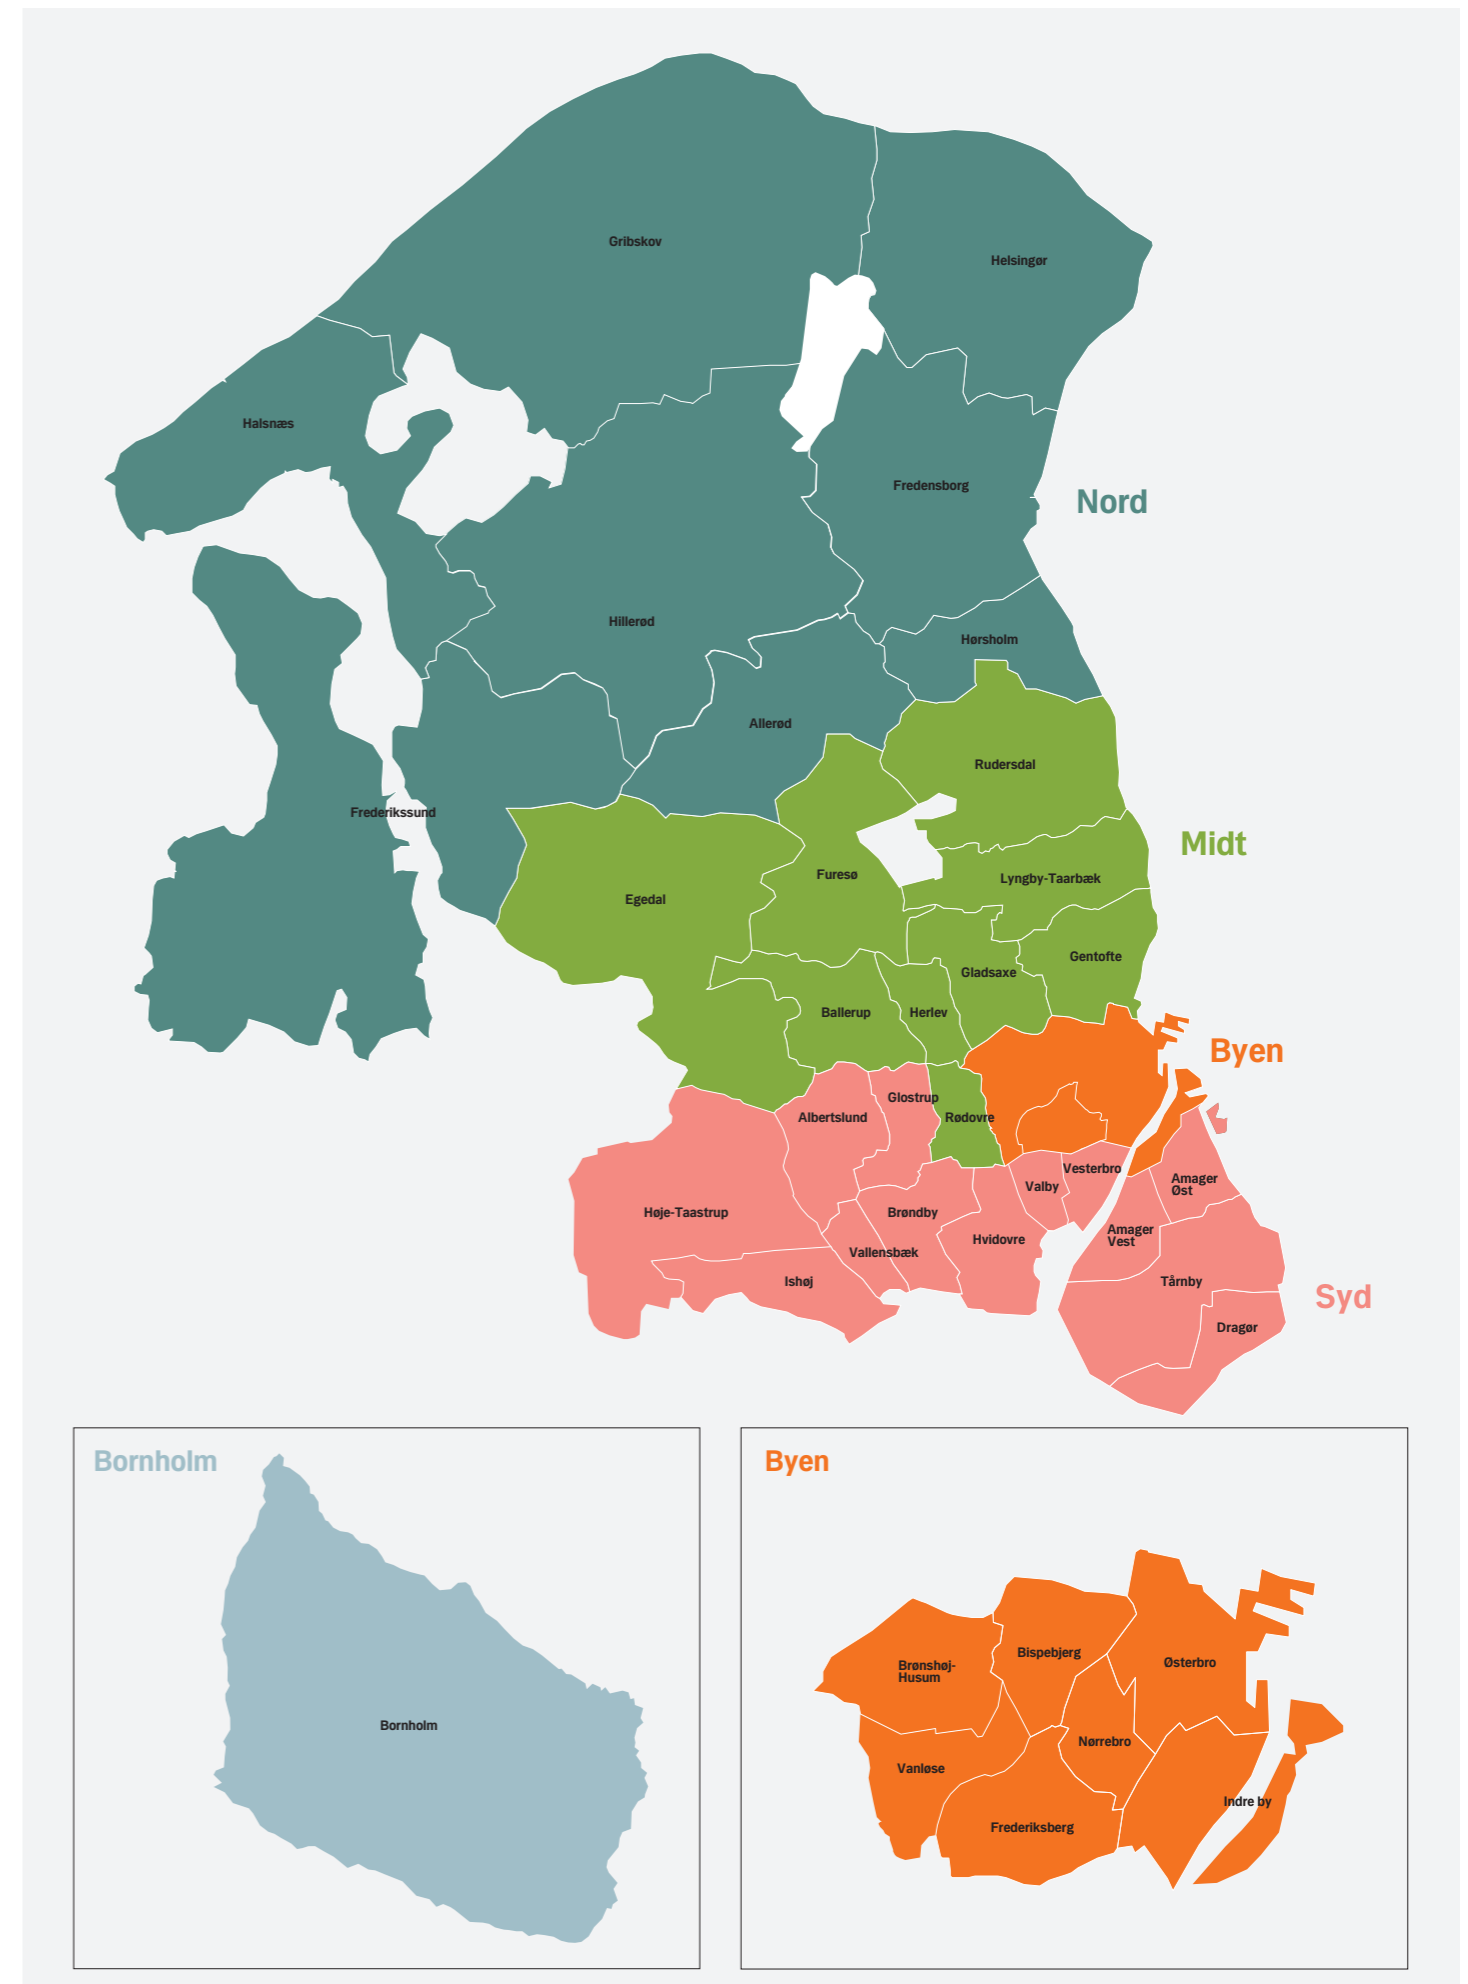 Gribskov
Helsingør
Halsnæs
Fredensborg
Nord
Hillerød
Hørsholm
Allerød
Rudersdal
Frederikssund
Midt
Furesø
Lyngby-Taarbæk
Egedal
Gentofte
Gladsaxe
Ballerup
Herlev
Byen
Glostrup
Albertslund
Rødovre
Vesterbro
Valby
Amager
Øst
Høje-Taastrup
Brøndby
Amager
Vest
Hvidovre
Vallensbæk
Ishøj
Tårnby
Syd
Dragør
Bornholm
Bornholm
Byen
Bispebjerg
Østerbro
Brønshøj-
Husum
Nørrebro
Vanløse
Indre by
Frederiksberg